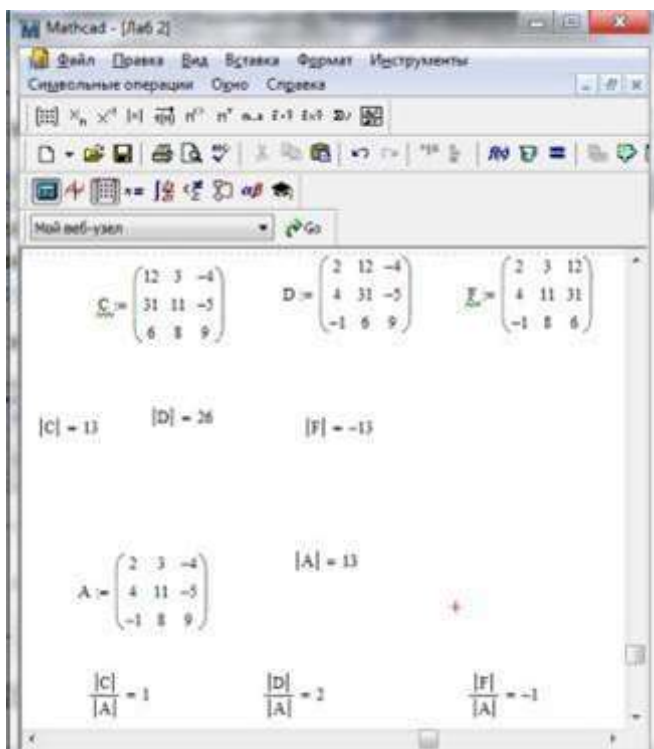 Mathcad - [Лаб 2]
Файл Правка Вид Вставка Формат Инструменты
Символьные операции Окно Справка
Мой веб-узел Go
C := (12 3 -4
31 11 -5
6 8 9)
D := (2 12 -4
4 31 -5
-1 6 9)
F := (2 3 12
4 11 31
-1 8 6)
|C| = 13 |D| = 26 |F| = -13
A := (2 3 -4
4 11 -5
-1 8 9)
|A| = 13
|C|/|A| = 1 |D|/|A| = 2 |F|/|A| = -1